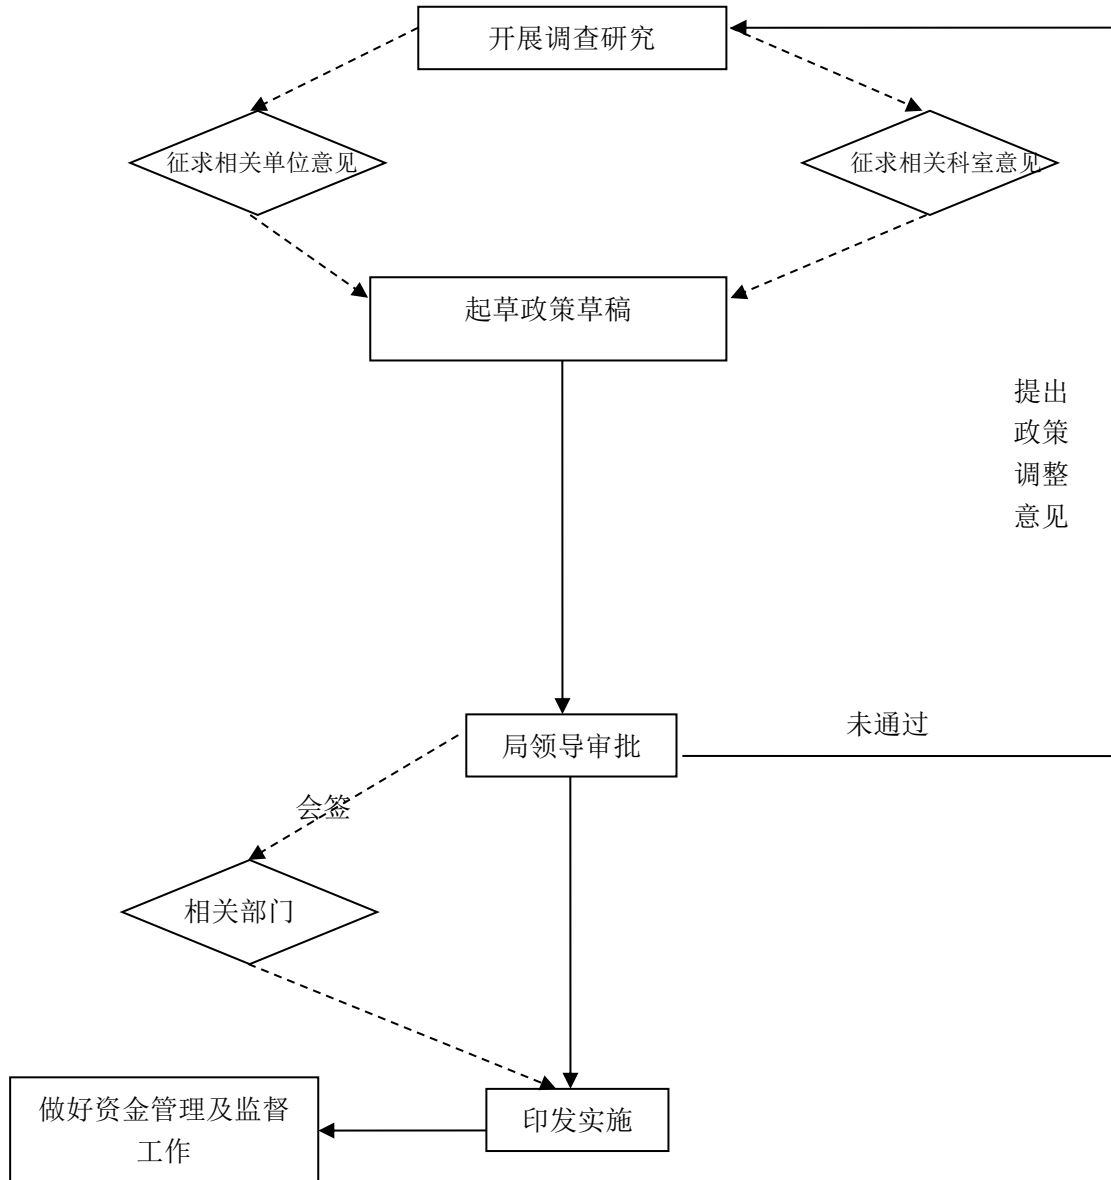 开展调查研究
征求相关单位意见
征求相关科室意见
起草政策草稿
提出
政策
调整
意见
局领导审批
未通过
会签
相关部门
做好资金管理及监督
工作
印发实施